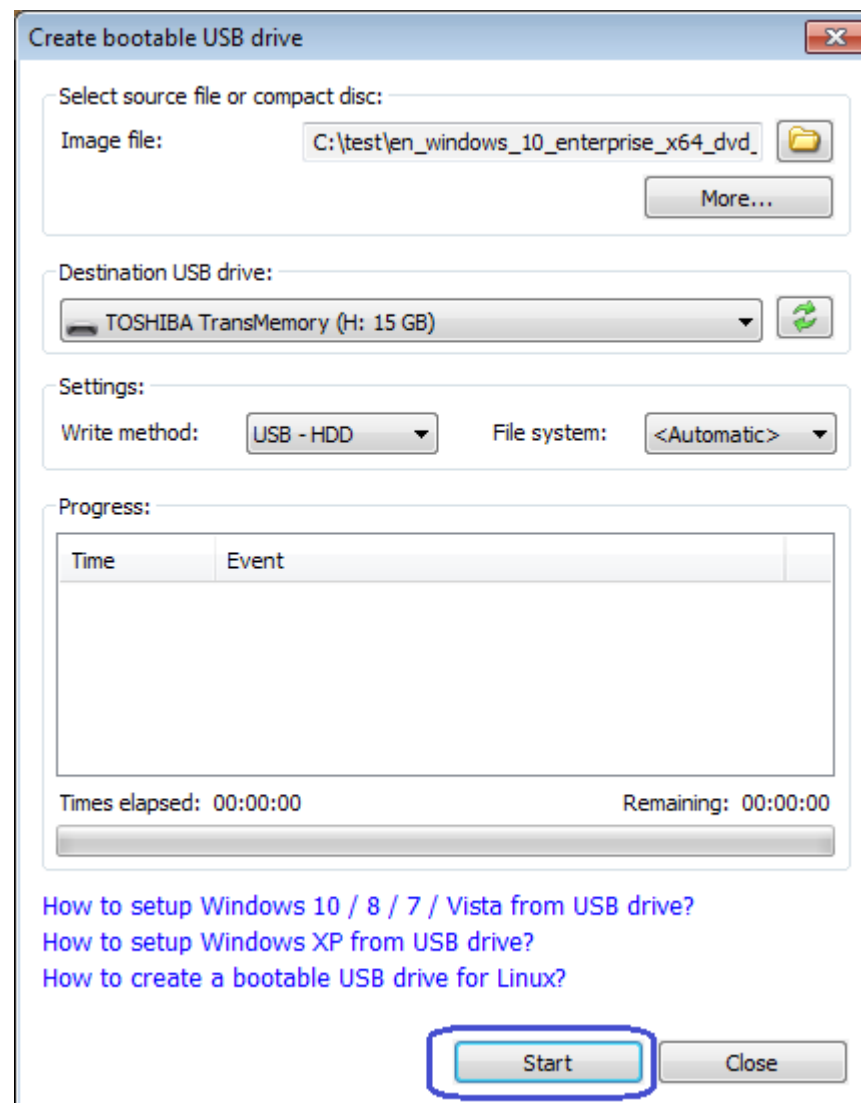 Create bootable USB drive
Select source file or compact disc:
Image file: C:\test\en_windows_10_enterprise_x64_dvd_
More...
Destination USB drive:
TOSHIBA TransMemory (H: 15 GB)
Settings:
Write method: USB - HDD File system: <Automatic>
Progress:
Time Event
Times elapsed: 00:00:00 Remaining: 00:00:00
How to setup Windows 10 / 8 / 7 / Vista from USB drive?
How to setup Windows XP from USB drive?
How to create a bootable USB drive for Linux?
Start Close